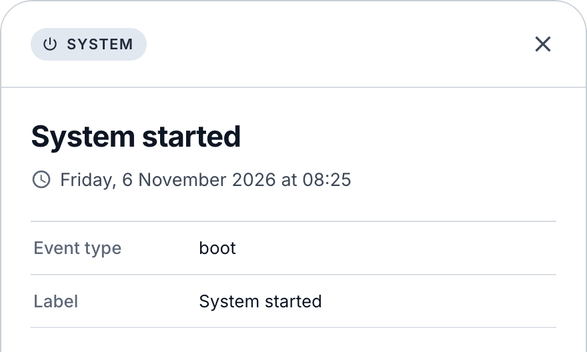 SYSTEM
System started
Friday, 6 November 2026 at 08:25
Event type boot
Label System started